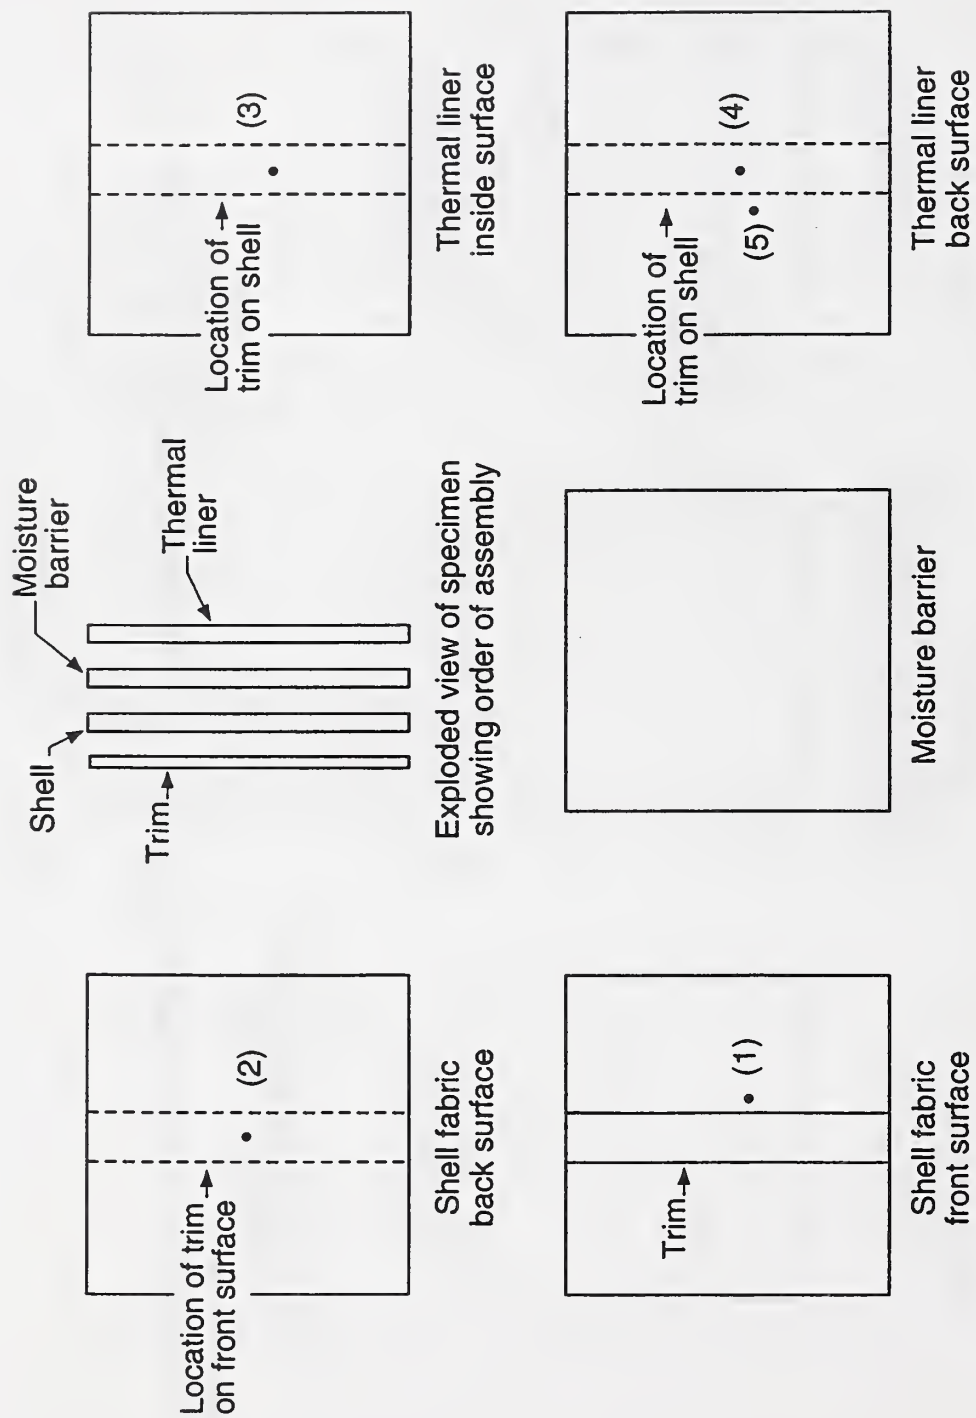 Location of trim
on front surface
(2)
Shell fabric
back surface
Shell
Moisture
barrier
Trim
Thermal
liner
Exploded view of specimen
showing order of assembly
Location of
trim on shell
(3)
Thermal liner
inside surface
Trim
(1)
Shell fabric
front surface
Moisture barrier
Location of
trim on shell
(5)
(4)
Thermal liner
back surface